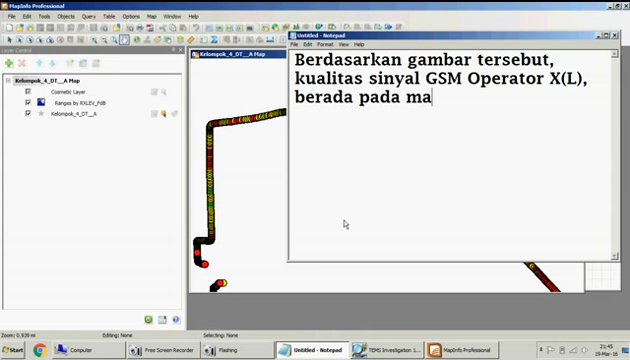 MapInfo Professional
File Edit Tools Objects Query Table Options Map
Layer Control
Kelompok_4_DT__A Map
Cosmetic Layer
Ranges by RXLEV_FdB
Kelompok_4_DT__A
Kelompok_4_DT__A Map
Untitled - Notepad
File Edit Format View Help
Berdasarkan gambar tersebut,
kualitas sinyal GSM Operator X(L),
berada pada ma
Zoom: 0.939 mi Editing: None Selecting: None
Start Computer Free Screen Recorder Flashing Untitled - Notepad TEMS Investigation 1... MapInfo Professional
21:45
19-Mar-16